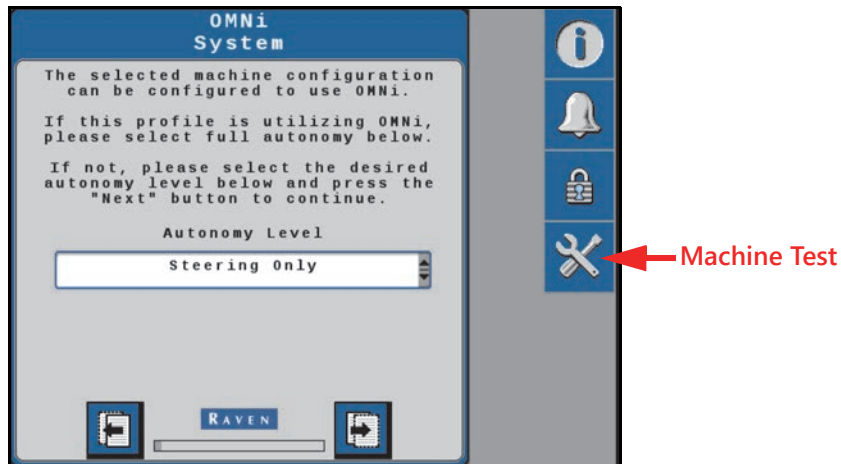 OMNi
System
The selected machine configuration
can be configured to use OMNi.
If this profile is utilizing OMNi,
please select full autonomy below.
If not, please select the desired
autonomy level below and press the
"Next" button to continue.
Autonomy Level
Steering Only
RAVEN
Machine Test